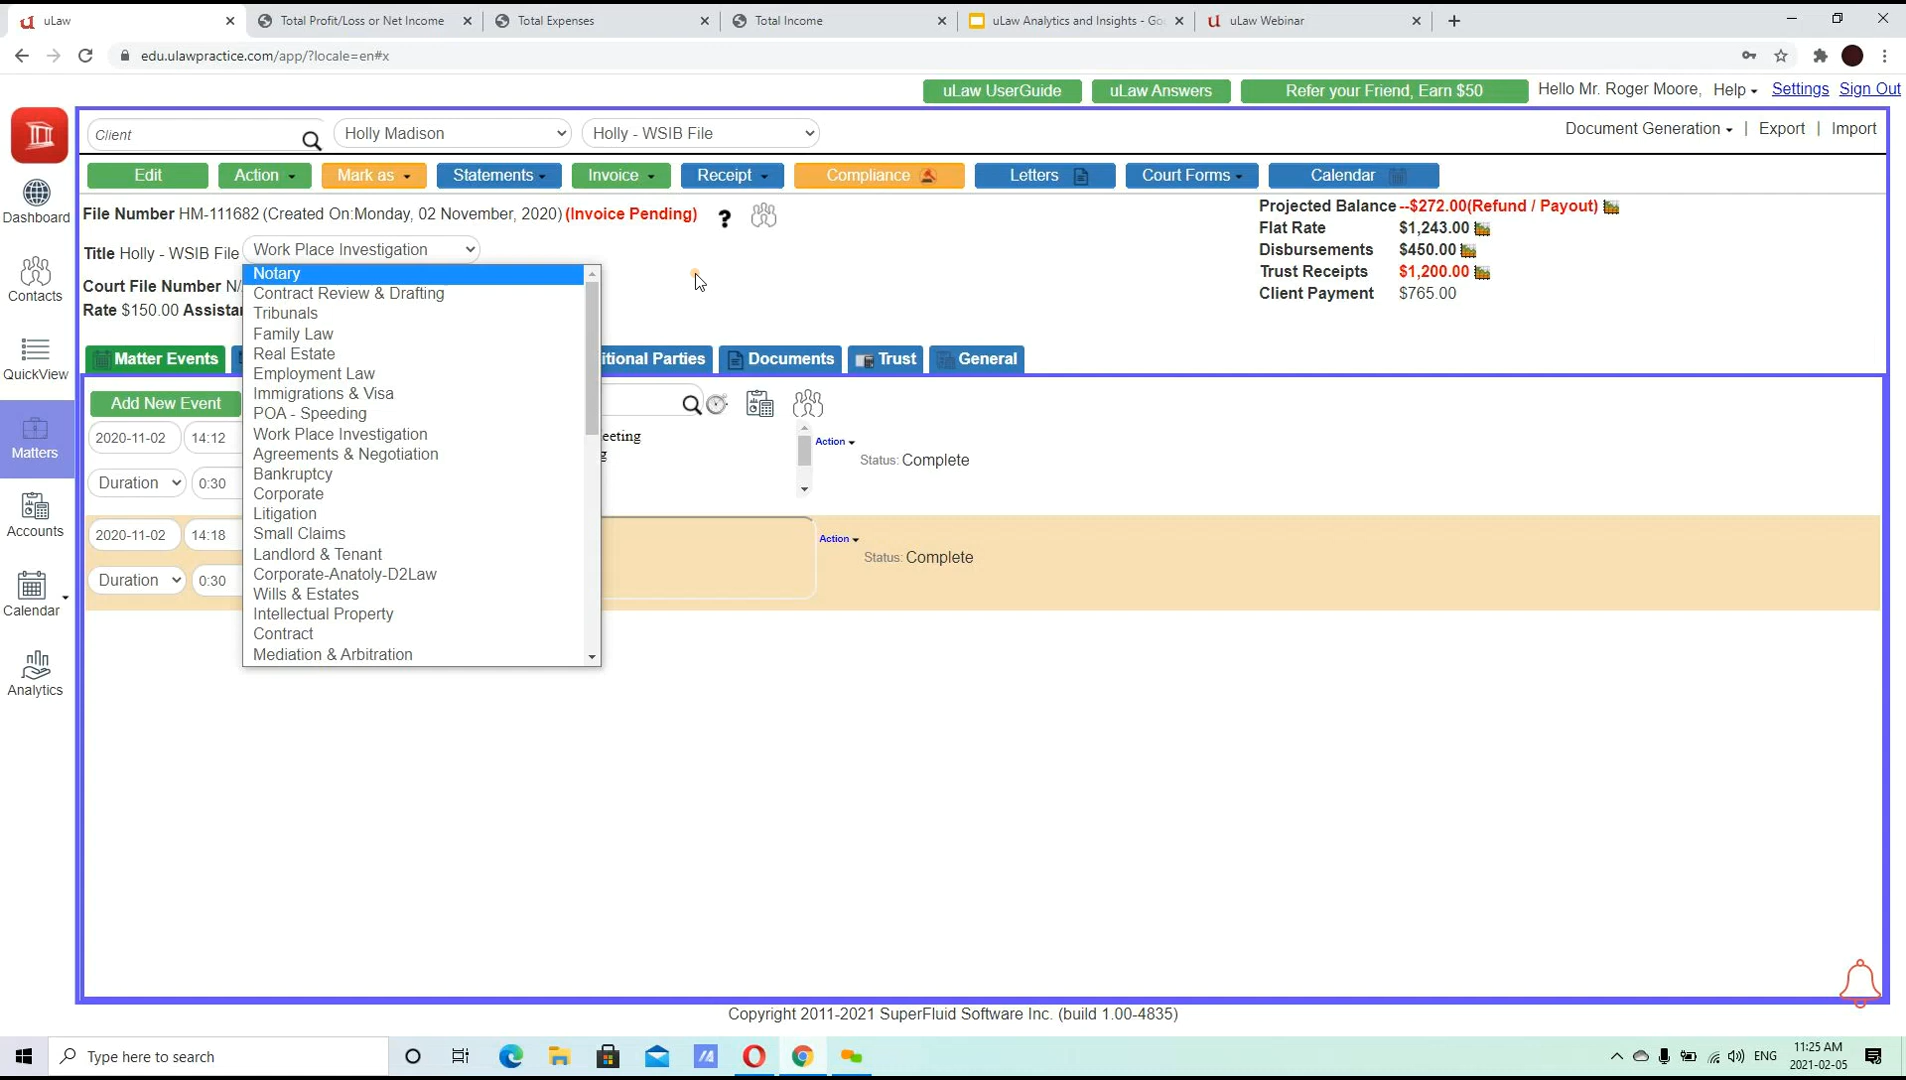 uLaw
Total Profit/Loss or Net Income
Total Expenses
Total Income
uLaw Analytics and Insights - Go
uLaw Webinar
edu.ulawpractice.com/app/?locale=en#x
uLaw UserGuide
uLaw Answers
Refer your Friend, Earn $50
Hello Mr. Roger Moore, Help Settings Sign Out
Client
Holly Madison
Holly - WSIB File
Document Generation | Export | Import
Edit
Action
Mark as
Statements
Invoice
Receipt
Compliance
Letters
Court Forms
Calendar
File Number HM-111682 (Created On:Monday, 02 November, 2020) (Invoice Pending) ?
Title Holly - WSIB File Work Place Investigation
Court File Number N/
Rate $150.00 Assista
Projected Balance --$272.00(Refund / Payout)
Flat Rate $1,243.00
Disbursements $450.00
Trust Receipts $1,200.00
Client Payment $765.00
Notary
Contract Review & Drafting
Tribunals
Family Law
Real Estate
Employment Law
Immigrations & Visa
POA - Speeding
Work Place Investigation
Agreements & Negotiation
Bankruptcy
Corporate
Litigation
Small Claims
Landlord & Tenant
Corporate-Anatoly-D2Law
Wills & Estates
Intellectual Property
Contract
Mediation & Arbitration
Matter Events
itional Parties
Documents
Trust
General
Add New Event
2020-11-02 14:12
eeting
g
Action
Status: Complete
Duration 0:30
2020-11-02 14:18
Action
Status: Complete
Duration 0:30
Dashboard
Contacts
QuickView
Matters
Accounts
Calendar
Analytics
Copyright 2011-2021 SuperFluid Software Inc. (build 1.00-4835)
Type here to search
ENG
11:25 AM
2021-02-05